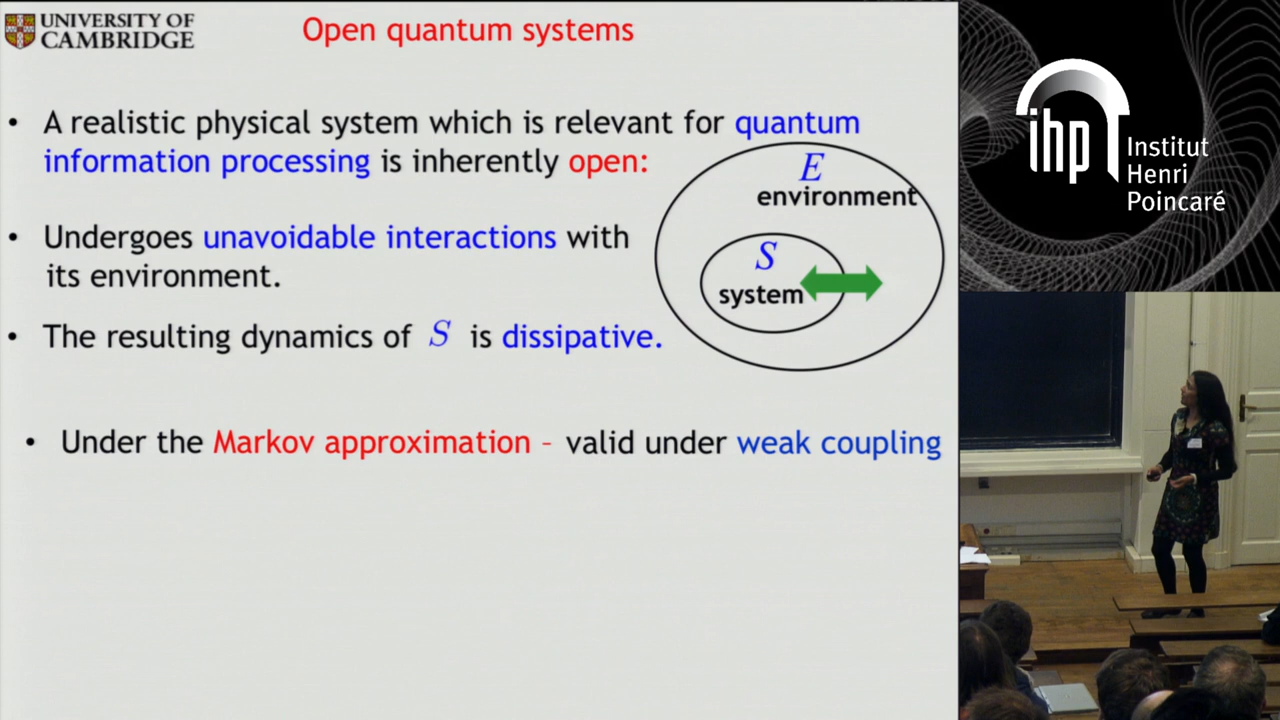 UNIVERSITY OF
CAMBRIDGE
Open quantum systems
• A realistic physical system which is relevant for quantum
information processing is inherently open:
E
environment
S
system
• Undergoes unavoidable interactions with
its environment.
• The resulting dynamics of S is dissipative.
• Under the Markov approximation – valid under weak coupling
ihp
Institut
Henri
Poincaré